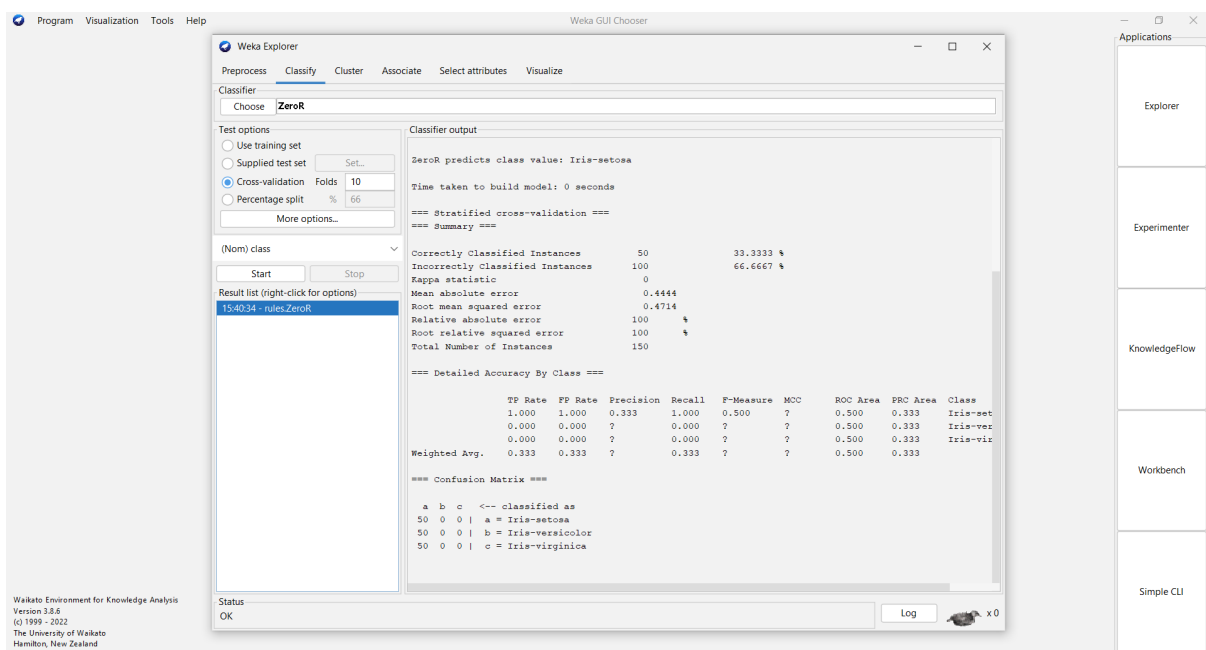 Program Visualization Tools Help Weka GUI Chooser
Applications
Weka Explorer
Preprocess Classify Cluster Associate Select attributes Visualize
Classifier
Choose ZeroR
Test options
Use training set
Supplied test set Set...
Cross-validation Folds 10
Percentage split % 66
More options...
(Nom) class
Start Stop
Result list (right-click for options)
15:40:34 - rules.ZeroR
Classifier output
ZeroR predicts class value: Iris-setosa
Time taken to build model: 0 seconds
=== Stratified cross-validation ===
=== Summary ===
Correctly Classified Instances 50 33.3333 %
Incorrectly Classified Instances 100 66.6667 %
Kappa statistic 0
Mean absolute error 0.4444
Root mean squared error 0.4714
Relative absolute error 100 %
Root relative squared error 100 %
Total Number of Instances 150
=== Detailed Accuracy By Class ===
TP Rate FP Rate Precision Recall F-Measure MCC ROC Area PRC Area Class
1.000 1.000 0.333 1.000 0.500 ? 0.500 0.333 Iris-set
0.000 0.000 ? 0.000 ? ? 0.500 0.333 Iris-ver
0.000 0.000 ? 0.000 ? ? 0.500 0.333 Iris-vir
Weighted Avg. 0.333 0.333 ? 0.333 ? ? 0.500 0.333
=== Confusion Matrix ===
a b c <-- classified as
50 0 0 | a = Iris-setosa
50 0 0 | b = Iris-versicolor
50 0 0 | c = Iris-virginica
Status
OK
Log x 0
Explorer
Experimenter
KnowledgeFlow
Workbench
Simple CLI
Waikato Environment for Knowledge Analysis
Version 3.8.6
(c) 1999 - 2022
The University of Waikato
Hamilton, New Zealand